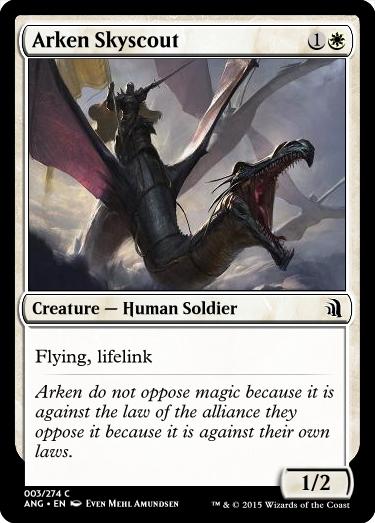 Arken Skyscout 1
Creature — Human Soldier
Flying, lifelink
Arken do not oppose magic because it is
against the law of the alliance they
oppose it because it is against their own
laws.
1/2
003/274 C
ANG • EN Even Mehl Amundsen ™ & © 2015 Wizards of the Coast